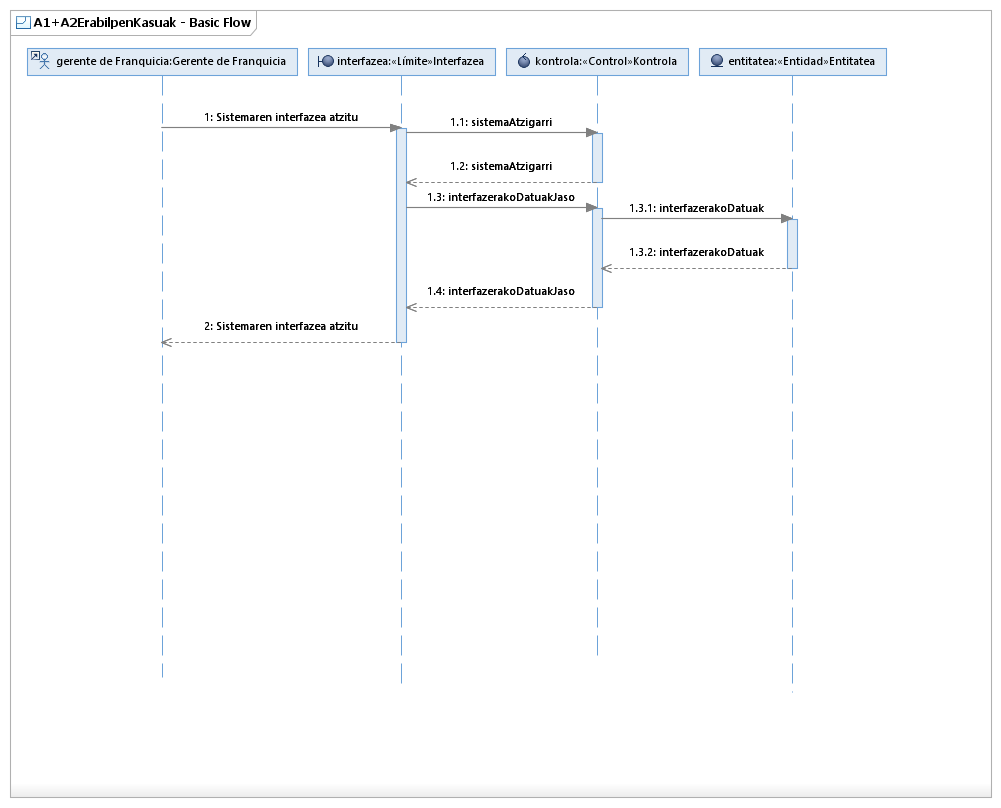 A1+A2ErabilpenKasuak - Basic Flow
gerente de Franquicia:Gerente de Franquicia
interfazea:«Límite»Interfazea
kontrola:«Control»Kontrola
entitatea:«Entidad»Entitatea
1: Sistemaren interfazea atzitu
1.1: sistemaAtzigarri
1.2: sistemaAtzigarri
1.3: interfazerakoDatuakJaso
1.3.1: interfazerakoDatuak
1.3.2: interfazerakoDatuak
1.4: interfazerakoDatuakJaso
2: Sistemaren interfazea atzitu